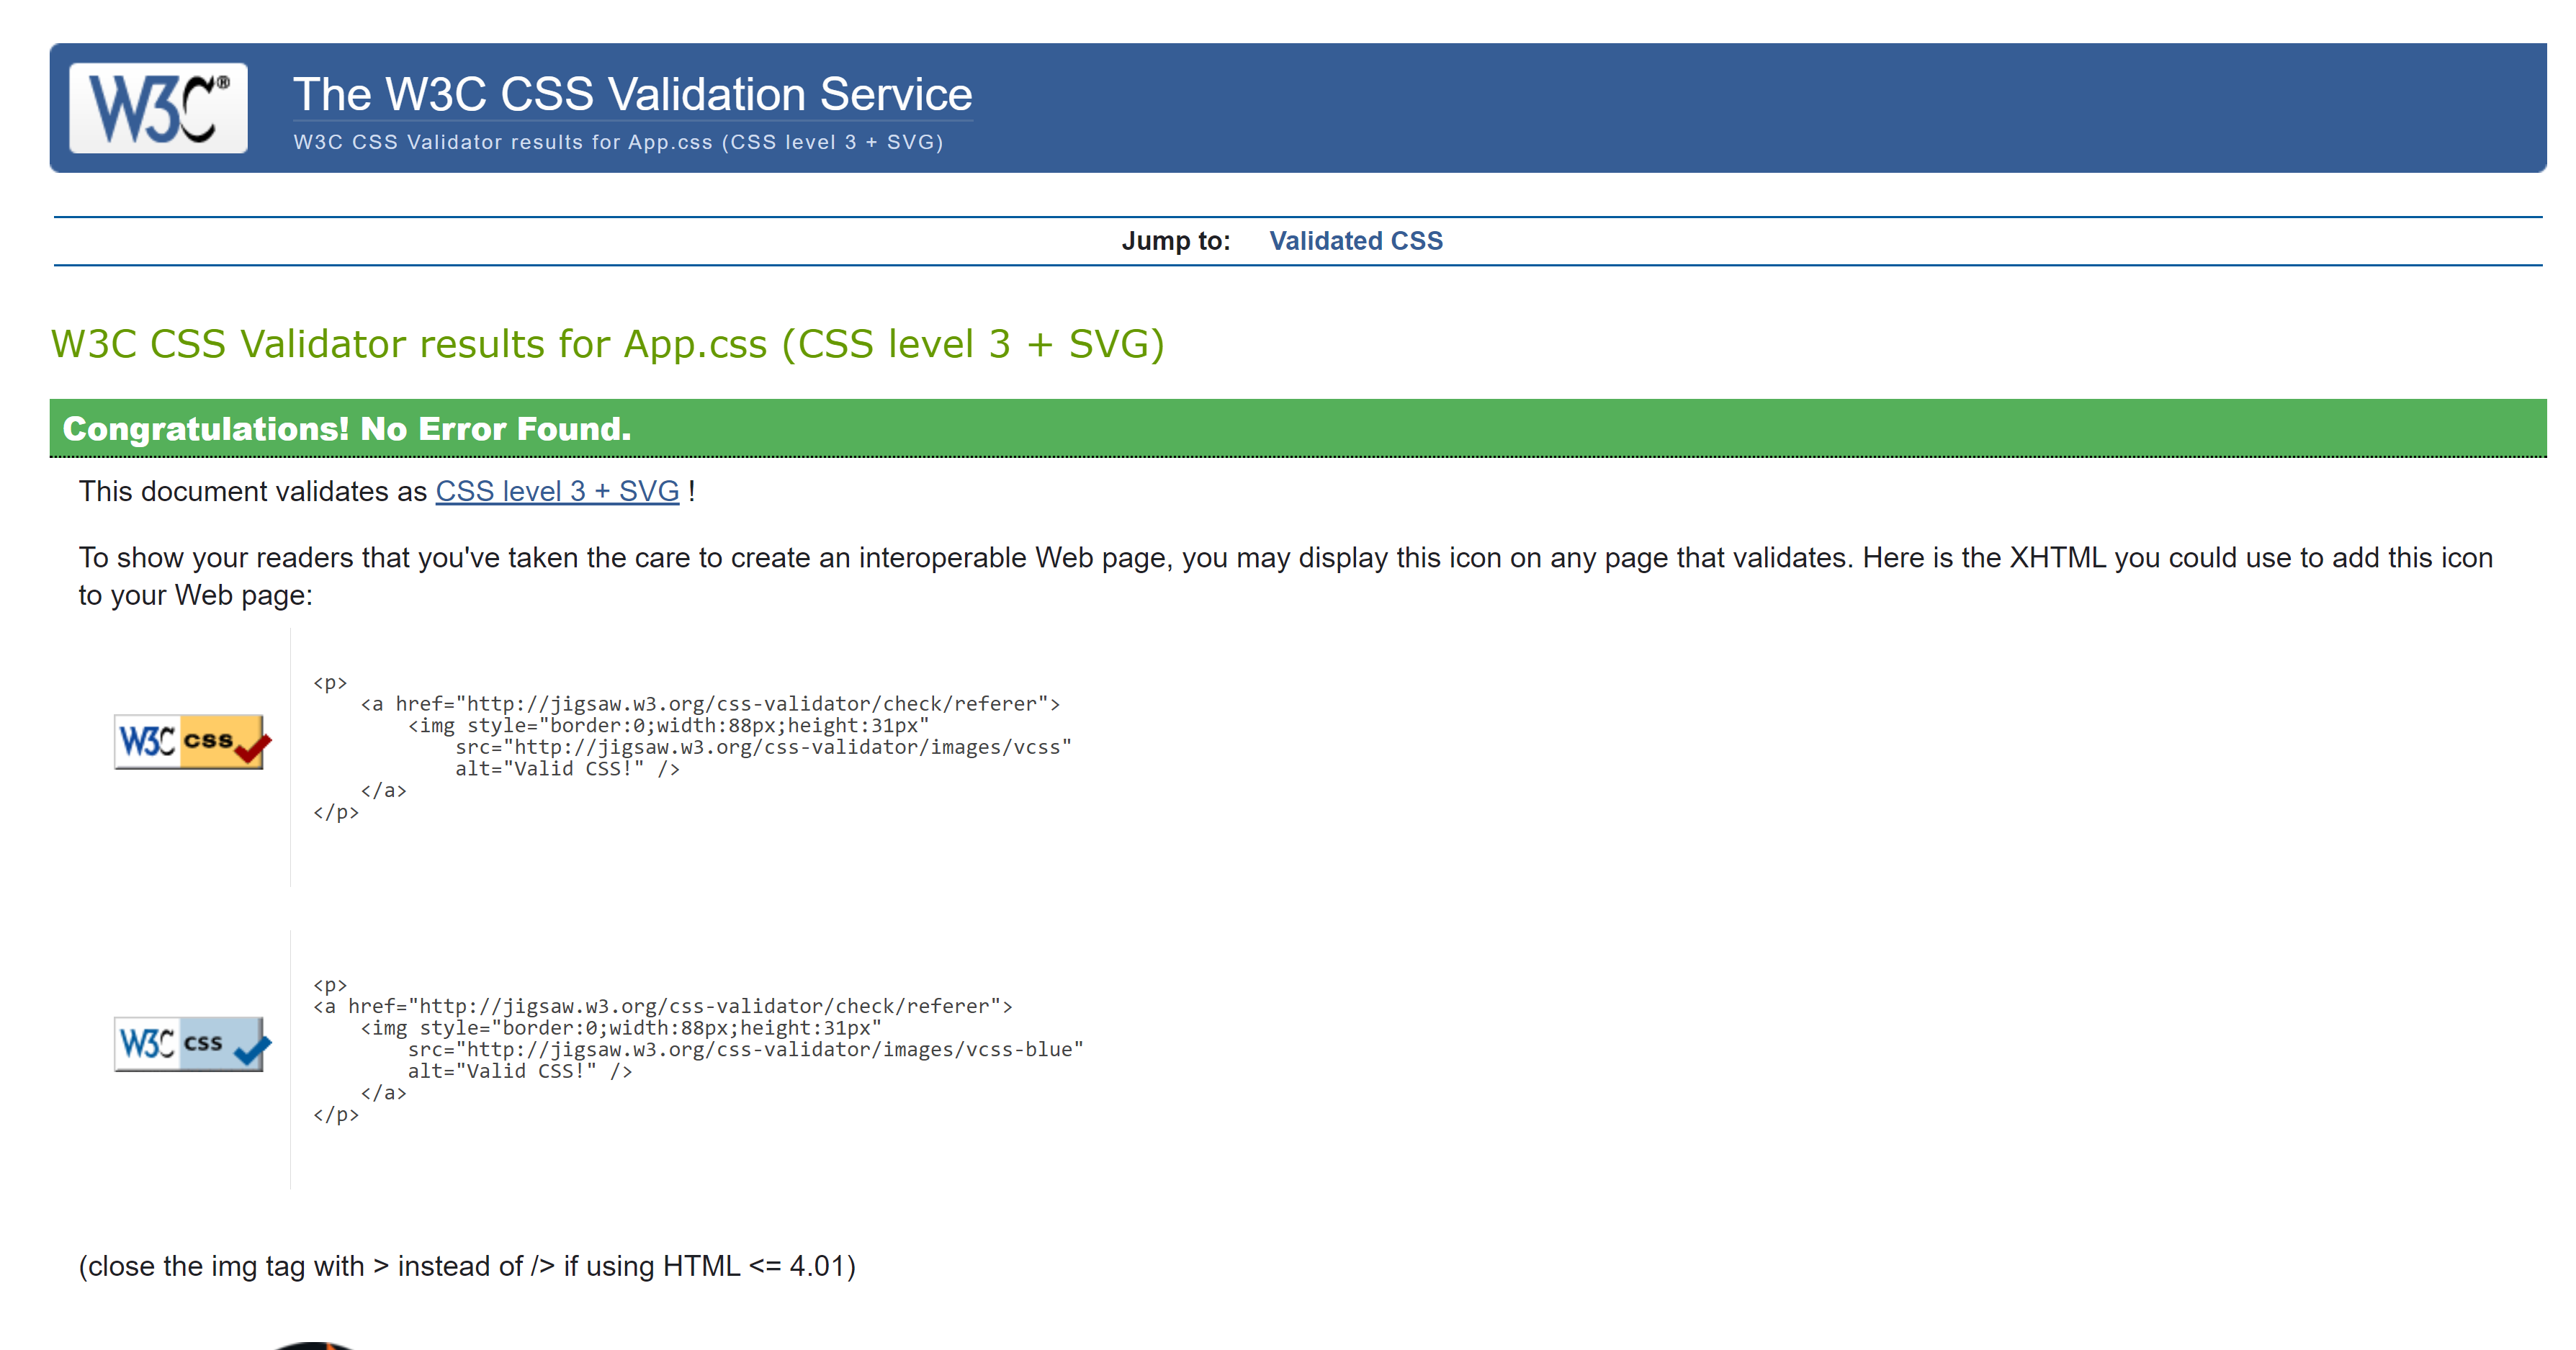 W3C®
The W3C CSS Validation Service
W3C CSS Validator results for App.css (CSS level 3 + SVG)
Jump to: Validated CSS
W3C CSS Validator results for App.css (CSS level 3 + SVG)
Congratulations! No Error Found.
This document validates as CSS level 3 + SVG !
To show your readers that you've taken the care to create an interoperable Web page, you may display this icon on any page that validates. Here is the XHTML you could use to add this icon
to your Web page:
W3C css
<p>
    <a href="http://jigsaw.w3.org/css-validator/check/referer">
        <img style="border:0;width:88px;height:31px"
            src="http://jigsaw.w3.org/css-validator/images/vcss"
            alt="Valid CSS!" />
    </a>
</p>
W3C css
<p>
<a href="http://jigsaw.w3.org/css-validator/check/referer">
    <img style="border:0;width:88px;height:31px"
        src="http://jigsaw.w3.org/css-validator/images/vcss-blue"
        alt="Valid CSS!" />
    </a>
</p>
(close the img tag with > instead of /> if using HTML <= 4.01)